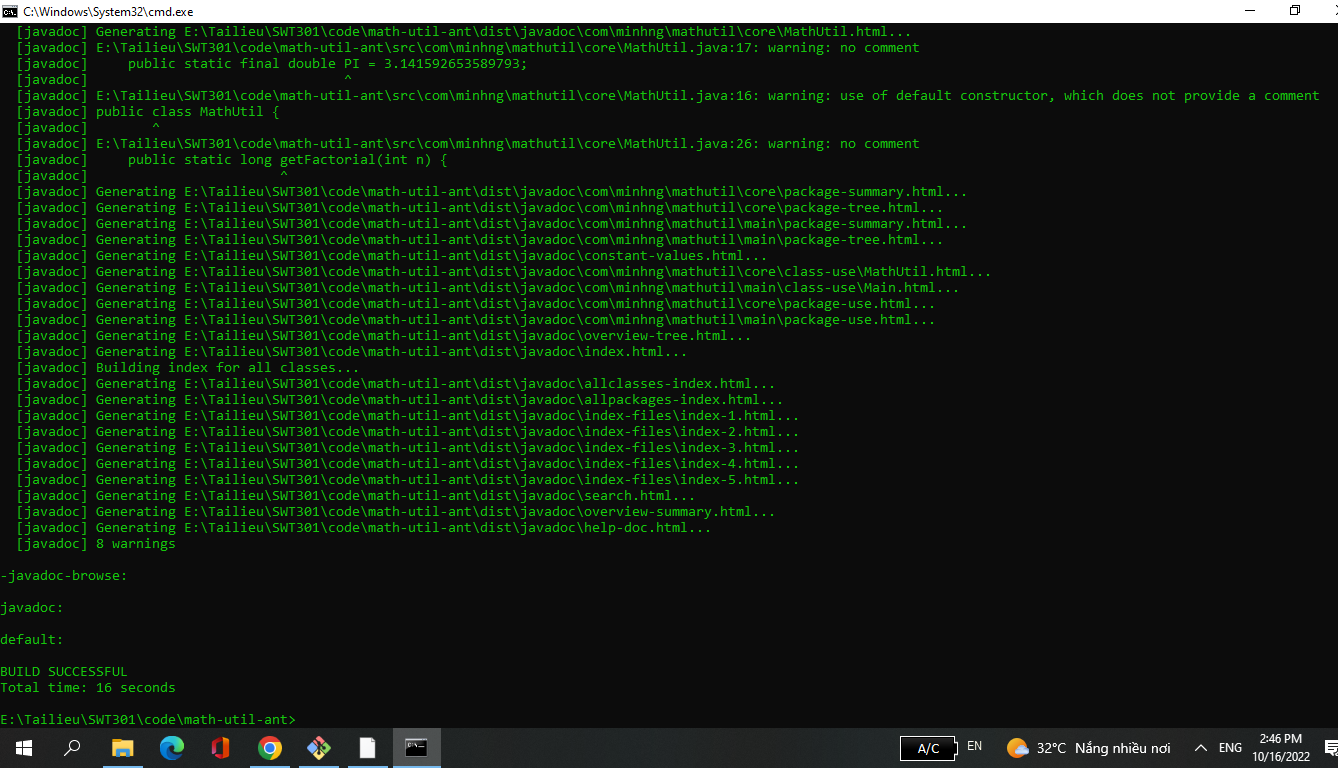 C:\Windows\System32\cmd.exe
[javadoc] Generating E:\Tailieu\SWT301\code\math-util-ant\dist\javadoc\com\minhng\mathutil\core\MathUtil.html...
[javadoc] E:\Tailieu\SWT301\code\math-util-ant\src\com\minhng\mathutil\core\MathUtil.java:17: warning: no comment
[javadoc]     public static final double PI = 3.141592653589793;
[javadoc]                                ^
[javadoc] E:\Tailieu\SWT301\code\math-util-ant\src\com\minhng\mathutil\core\MathUtil.java:16: warning: use of default constructor, which does not provide a comment
[javadoc] public class MathUtil {
[javadoc]        ^
[javadoc] E:\Tailieu\SWT301\code\math-util-ant\src\com\minhng\mathutil\core\MathUtil.java:26: warning: no comment
[javadoc]     public static long getFactorial(int n) {
[javadoc]                        ^
[javadoc] Generating E:\Tailieu\SWT301\code\math-util-ant\dist\javadoc\com\minhng\mathutil\core\package-summary.html...
[javadoc] Generating E:\Tailieu\SWT301\code\math-util-ant\dist\javadoc\com\minhng\mathutil\core\package-tree.html...
[javadoc] Generating E:\Tailieu\SWT301\code\math-util-ant\dist\javadoc\com\minhng\mathutil\main\package-summary.html...
[javadoc] Generating E:\Tailieu\SWT301\code\math-util-ant\dist\javadoc\com\minhng\mathutil\main\package-tree.html...
[javadoc] Generating E:\Tailieu\SWT301\code\math-util-ant\dist\javadoc\constant-values.html...
[javadoc] Generating E:\Tailieu\SWT301\code\math-util-ant\dist\javadoc\com\minhng\mathutil\core\class-use\MathUtil.html...
[javadoc] Generating E:\Tailieu\SWT301\code\math-util-ant\dist\javadoc\com\minhng\mathutil\main\class-use\Main.html...
[javadoc] Generating E:\Tailieu\SWT301\code\math-util-ant\dist\javadoc\com\minhng\mathutil\core\package-use.html...
[javadoc] Generating E:\Tailieu\SWT301\code\math-util-ant\dist\javadoc\com\minhng\mathutil\main\package-use.html...
[javadoc] Generating E:\Tailieu\SWT301\code\math-util-ant\dist\javadoc\overview-tree.html...
[javadoc] Generating E:\Tailieu\SWT301\code\math-util-ant\dist\javadoc\index.html...
[javadoc] Building index for all classes...
[javadoc] Generating E:\Tailieu\SWT301\code\math-util-ant\dist\javadoc\allclasses-index.html...
[javadoc] Generating E:\Tailieu\SWT301\code\math-util-ant\dist\javadoc\allpackages-index.html...
[javadoc] Generating E:\Tailieu\SWT301\code\math-util-ant\dist\javadoc\index-files\index-1.html...
[javadoc] Generating E:\Tailieu\SWT301\code\math-util-ant\dist\javadoc\index-files\index-2.html...
[javadoc] Generating E:\Tailieu\SWT301\code\math-util-ant\dist\javadoc\index-files\index-3.html...
[javadoc] Generating E:\Tailieu\SWT301\code\math-util-ant\dist\javadoc\index-files\index-4.html...
[javadoc] Generating E:\Tailieu\SWT301\code\math-util-ant\dist\javadoc\index-files\index-5.html...
[javadoc] Generating E:\Tailieu\SWT301\code\math-util-ant\dist\javadoc\search.html...
[javadoc] Generating E:\Tailieu\SWT301\code\math-util-ant\dist\javadoc\overview-summary.html...
[javadoc] Generating E:\Tailieu\SWT301\code\math-util-ant\dist\javadoc\help-doc.html...
[javadoc] 8 warnings
-javadoc-browse:
javadoc:
default:
BUILD SUCCESSFUL
Total time: 16 seconds
E:\Tailieu\SWT301\code\math-util-ant>
A/C EN 32°C Nắng nhiều nơi ENG 2:46 PM
10/16/2022